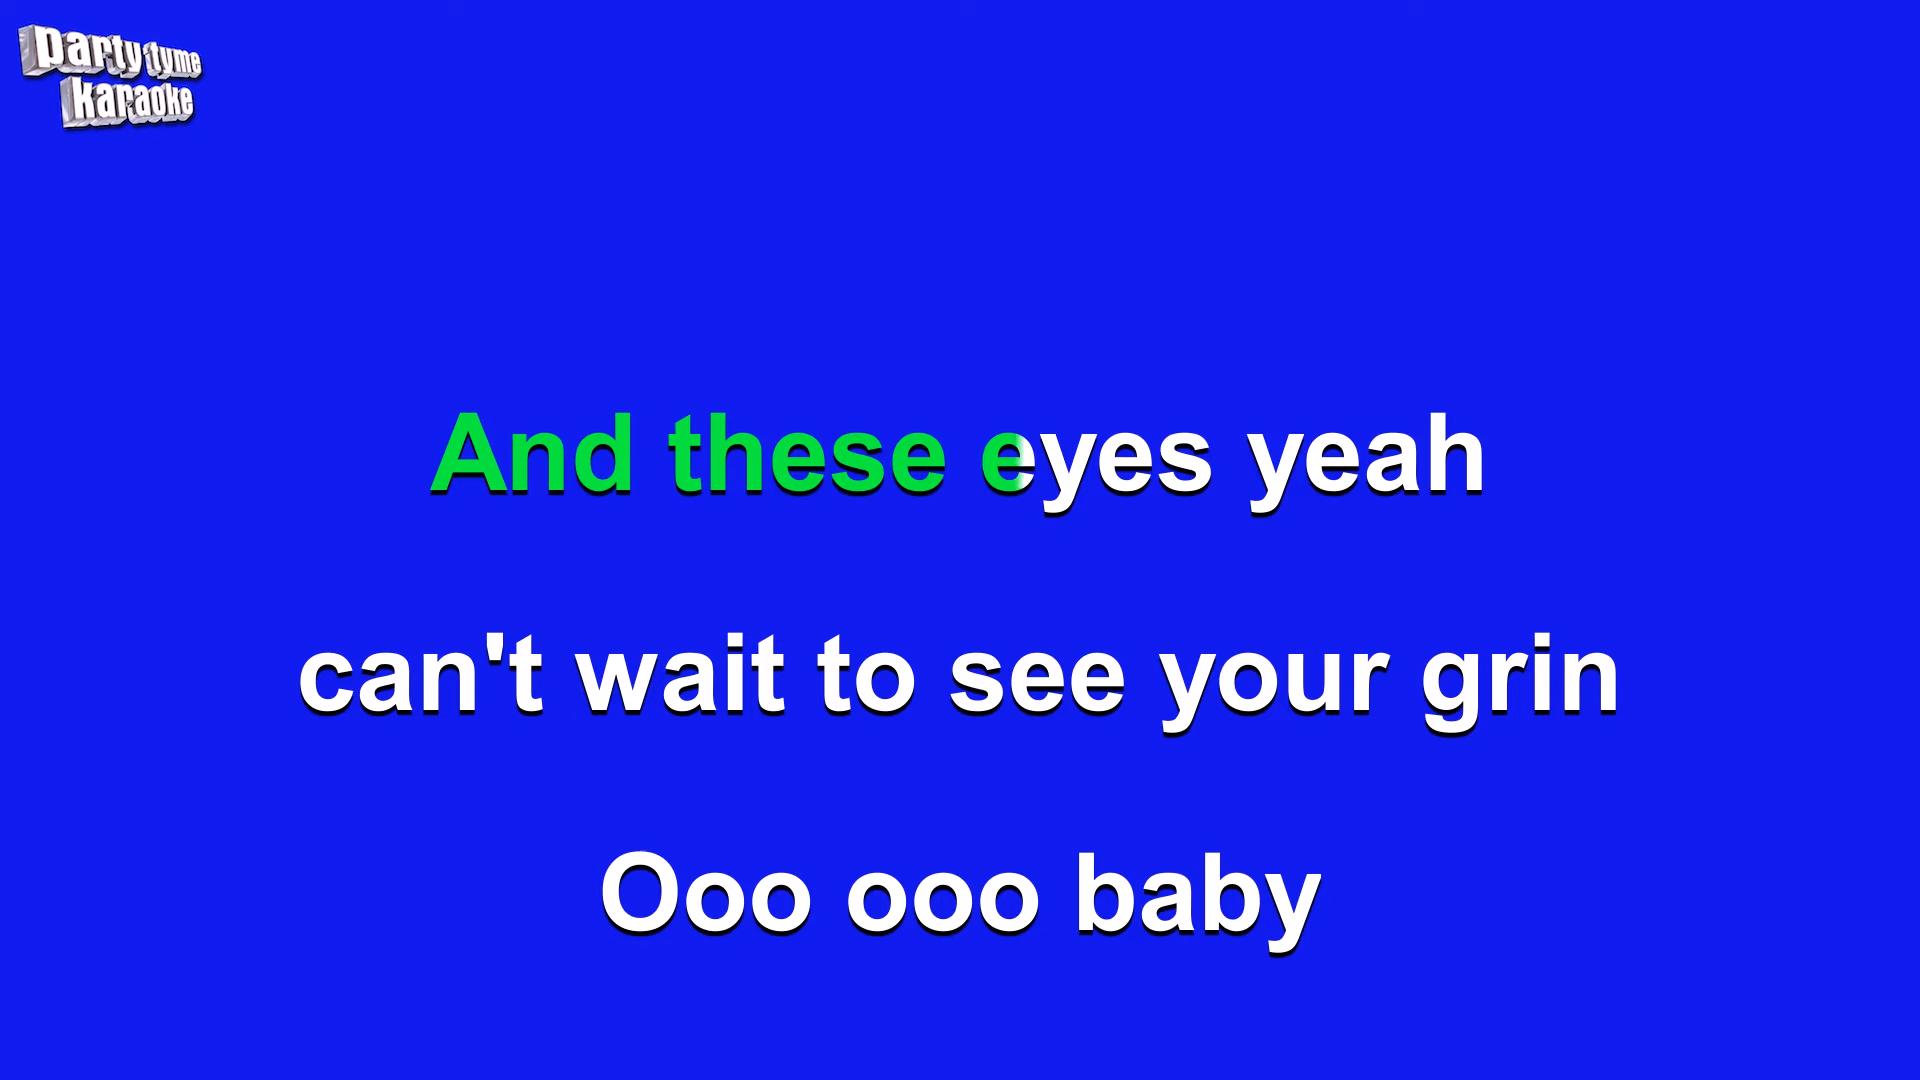 party tyme
karaoke
And these eyes yeah
can't wait to see your grin
Ooo ooo baby